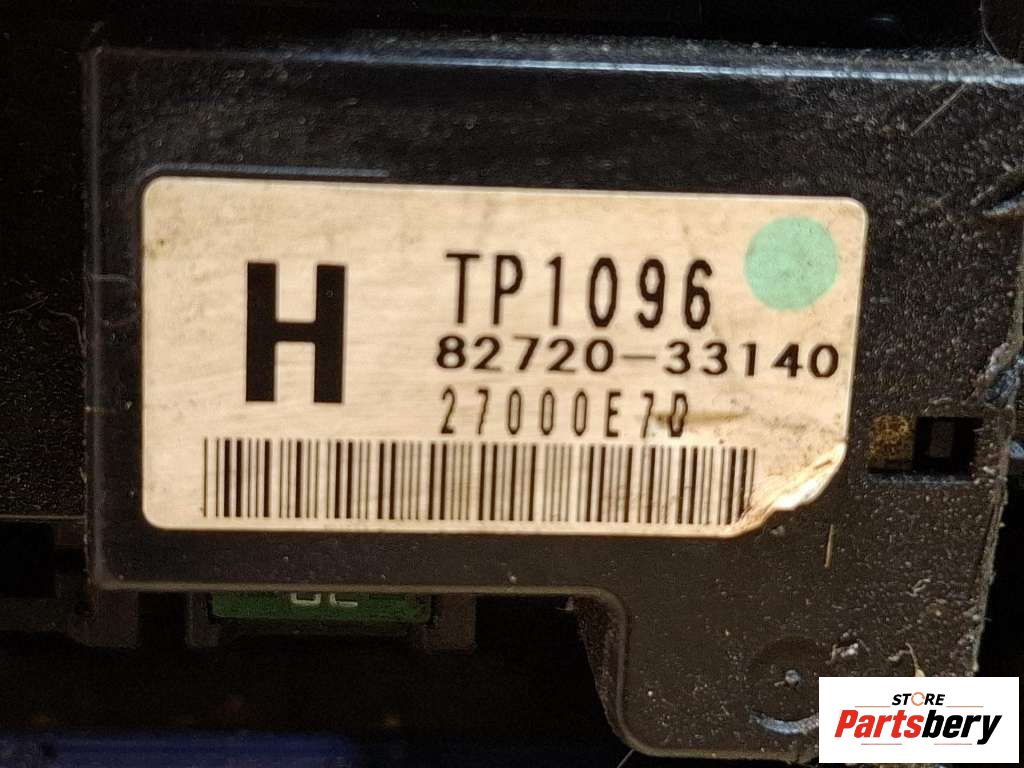 H
TP1096
82720-33140
27000E7D
STORE
Partsbery